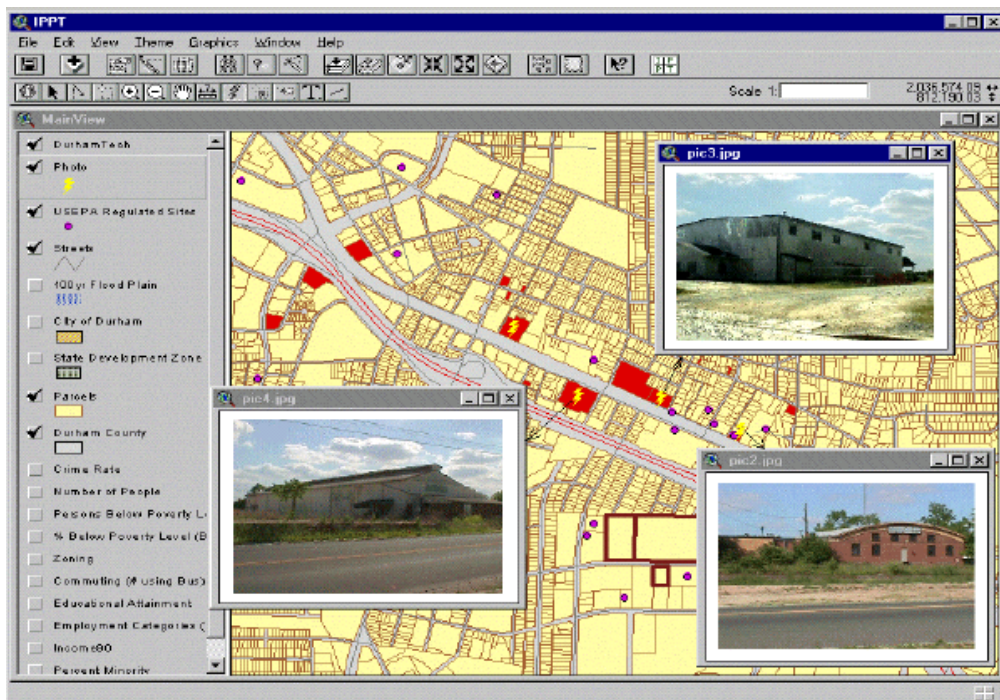 IPPT
File Edit View Theme Graphics Window Help
Scale 1:
2,036,574.09
812,190.03
MainView
DurhamTech
Photo
USEPA Regulated Sites
Streets
100 yr Flood Plain
City of Durham
State Development Zone
Parcels
Durham County
Crime Rate
Number of People
Persons Below Poverty L
% Below Poverty Level (B
Zoning
Commuting (# using Bus)
Educational Attainment
Employment Categories (
Income90
Percent Minority
pic3.jpg
pic4.jpg
pic2.jpg